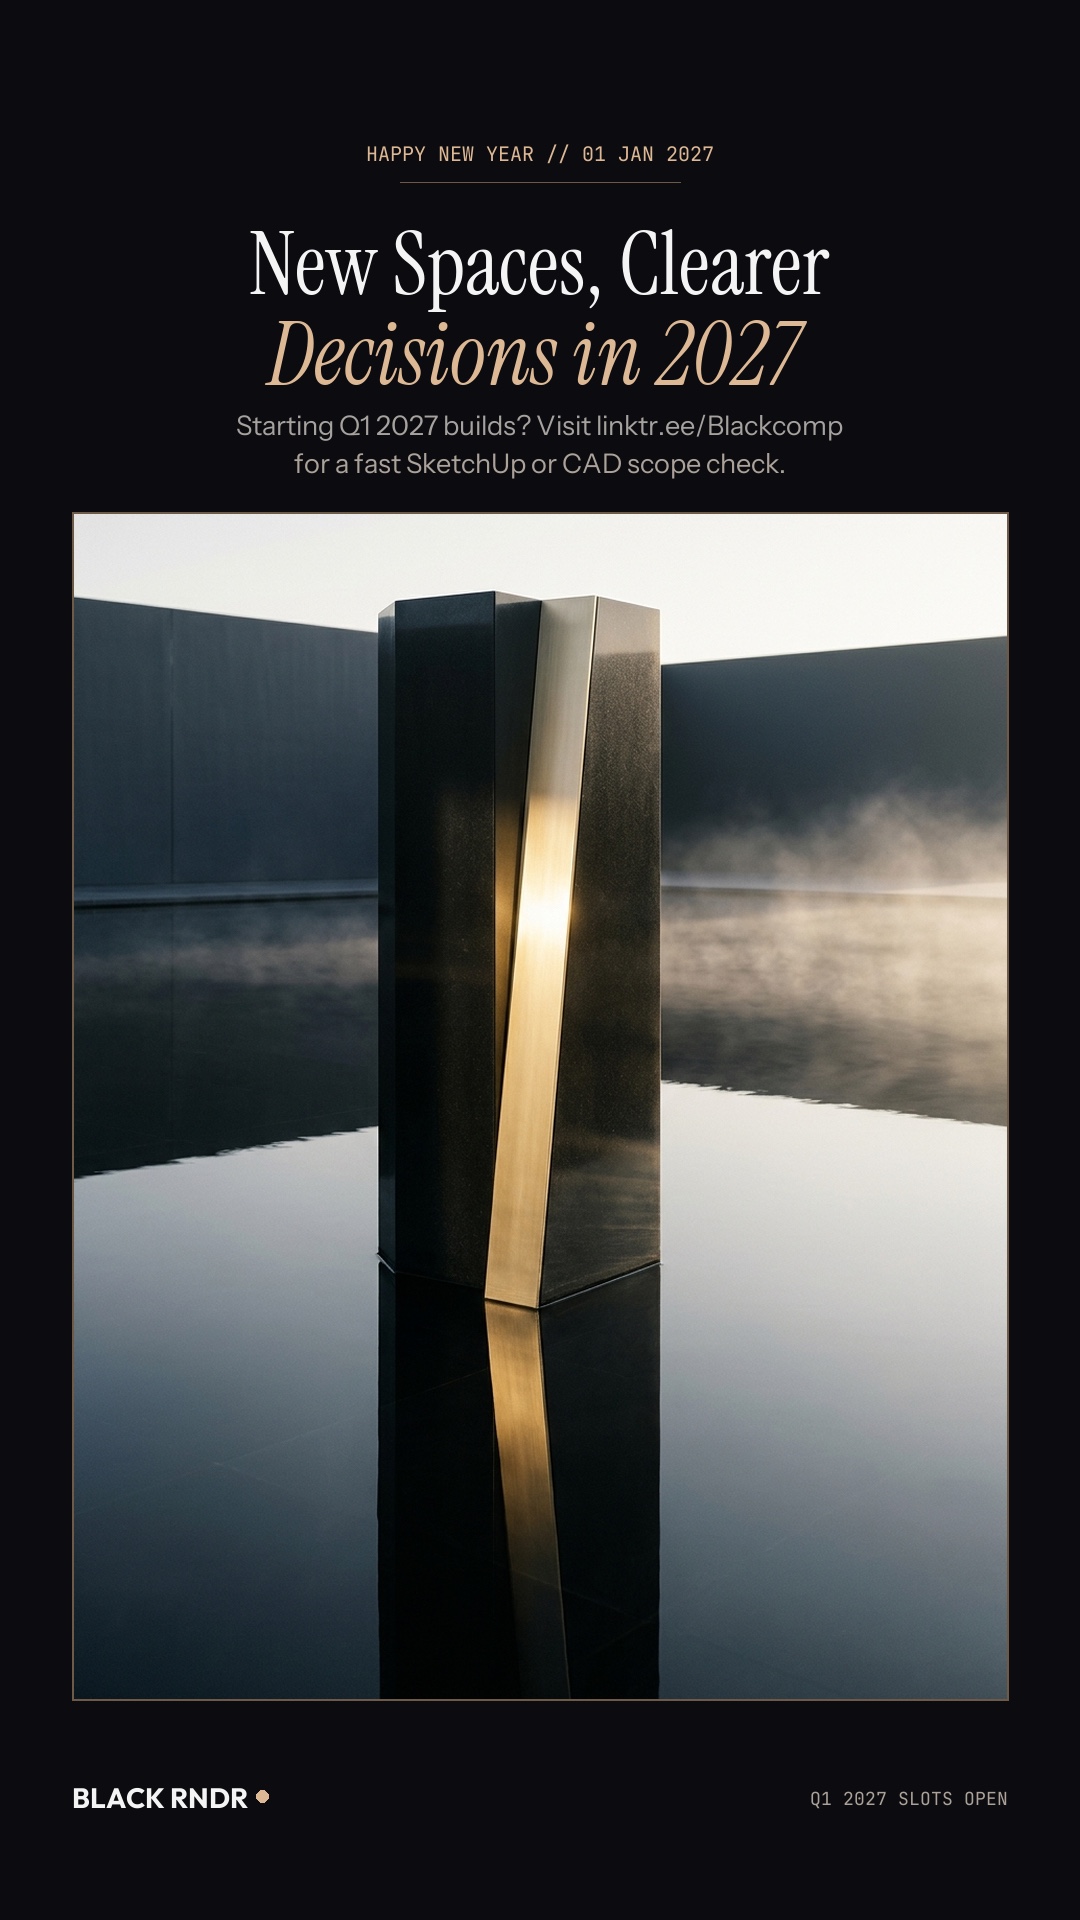 HAPPY NEW YEAR // 01 JAN 2027
New Spaces, Clearer
Decisions in 2027
Starting Q1 2027 builds? Visit linktr.ee/Blackcomp
for a fast SketchUp or CAD scope check.
BLACK RNDR
Q1 2027 SLOTS OPEN